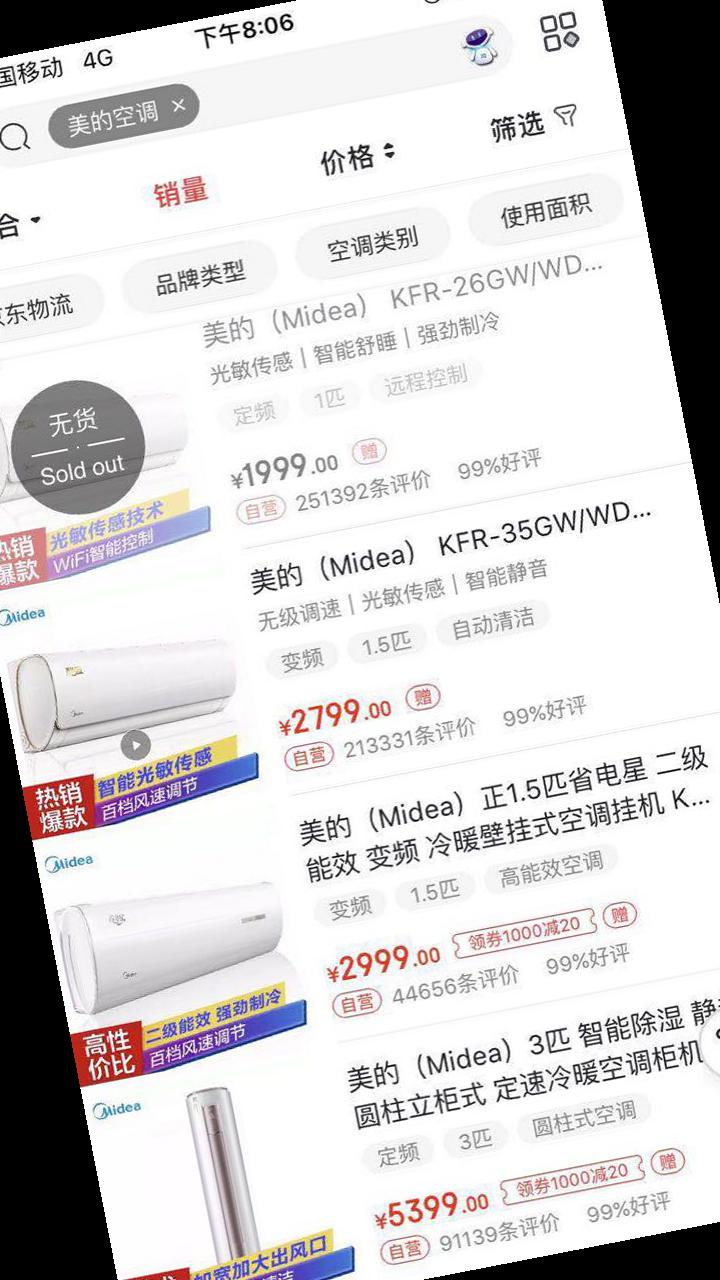 国移动 4G 下午8:06
美的空调 ×
合 销量 价格 筛选
东物流 品牌类型 空调类别 使用面积
美的（Midea） KFR-26GW/WD...
光敏传感 | 智能舒睡 | 强劲制冷
定频 1匹 远程控制
无货
Sold out
¥1999.00 赠
自营 251392条评价 99%好评
热销
爆款
光敏传感技术
WiFi智能控制
美的（Midea） KFR-35GW/WD...
无级调速 | 光敏传感 | 智能静音
变频 1.5匹 自动清洁
¥2799.00 赠
自营 213331条评价 99%好评
Midea
热销
爆款
智能光敏传感
百档风速调节
美的（Midea）正1.5匹省电星 二级
能效 变频 冷暖壁挂式空调挂机 K...
变频 1.5匹 高能效空调
¥2999.00 领券1000减20 赠
自营 44656条评价 99%好评
Midea
高性
价比
二级能效 强劲制冷
百档风速调节
美的（Midea）3匹 智能除湿 静
圆柱立柜式 定速冷暖空调柜机
定频 3匹 圆柱式空调
¥5399.00 领券1000减20 赠
自营 91139条评价 99%好评
Midea
加宽加大出风口
清洁